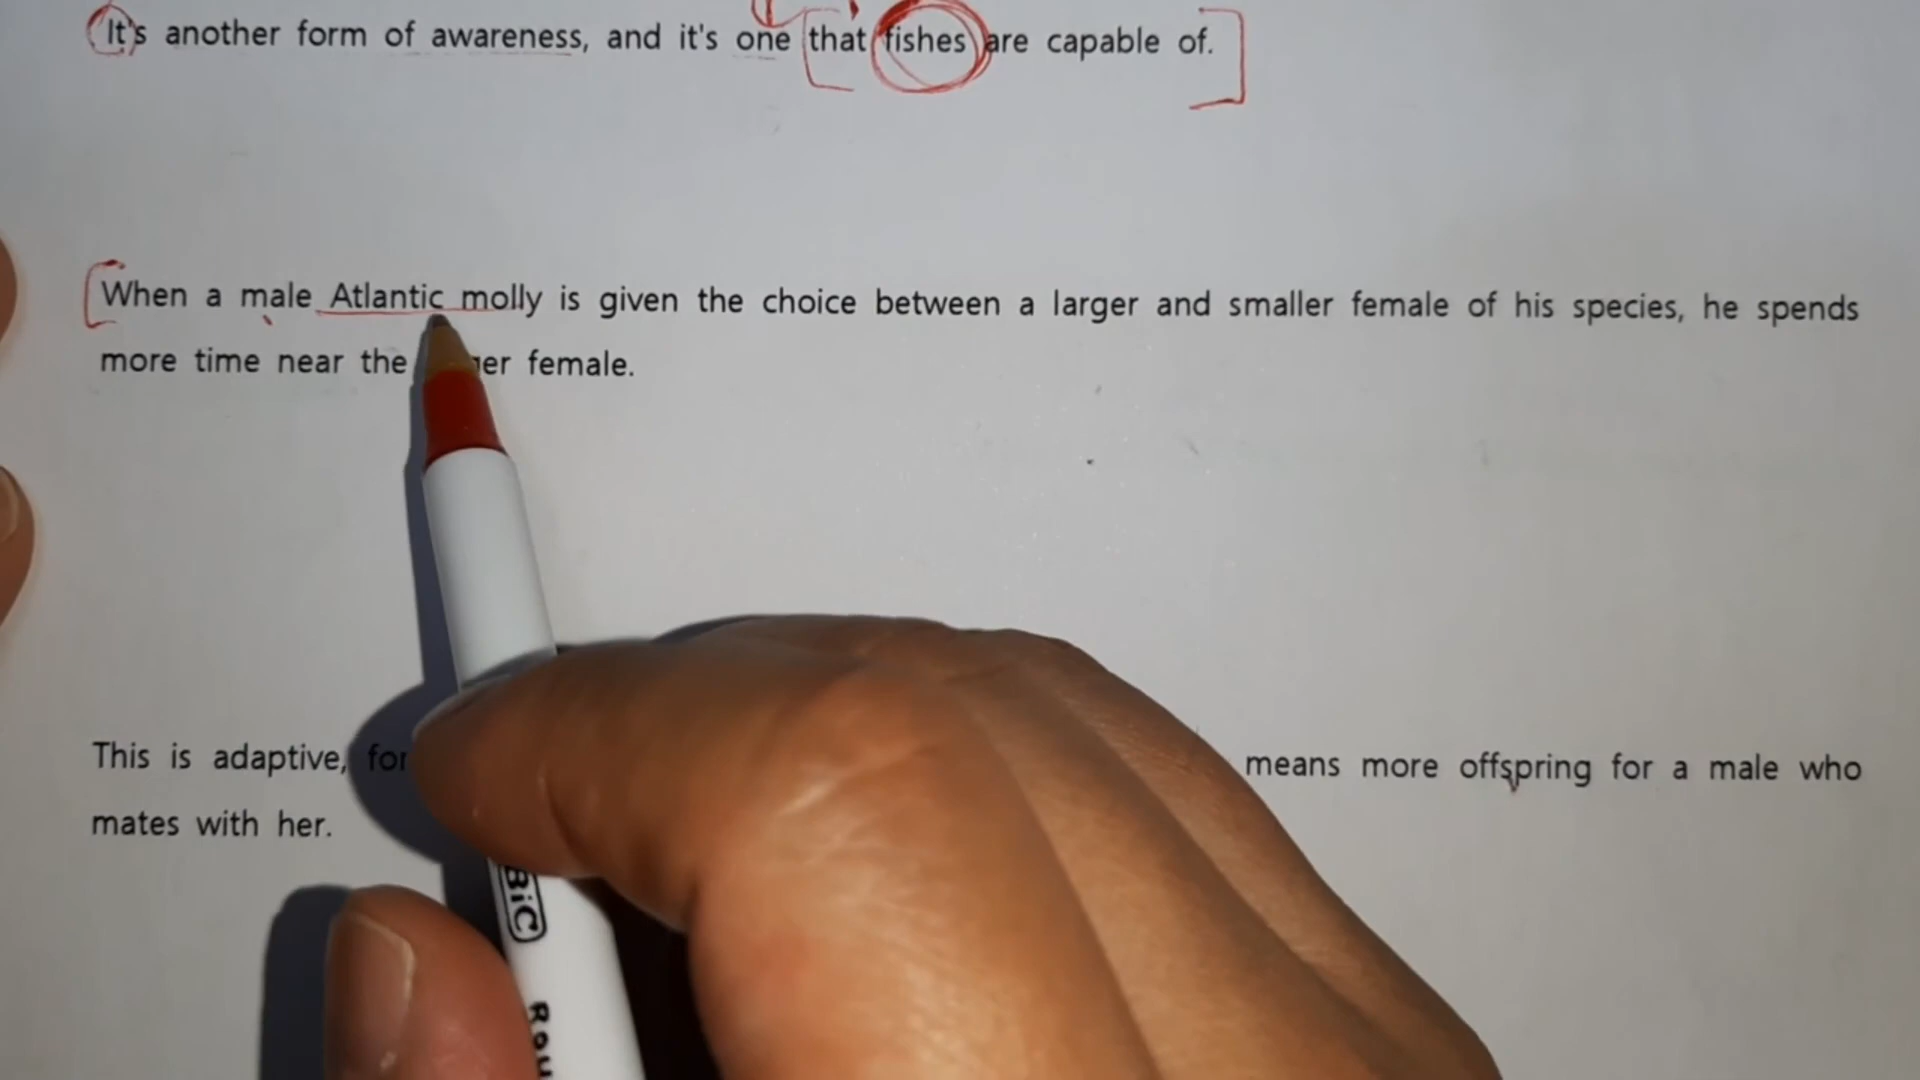 It's another form of awareness, and it's one that fishes are capable of.
When a male Atlantic molly is given the choice between a larger and smaller female of his species, he spends
more time near the female.
This is adaptive, for means more offspring for a male who
mates with her.
BiC